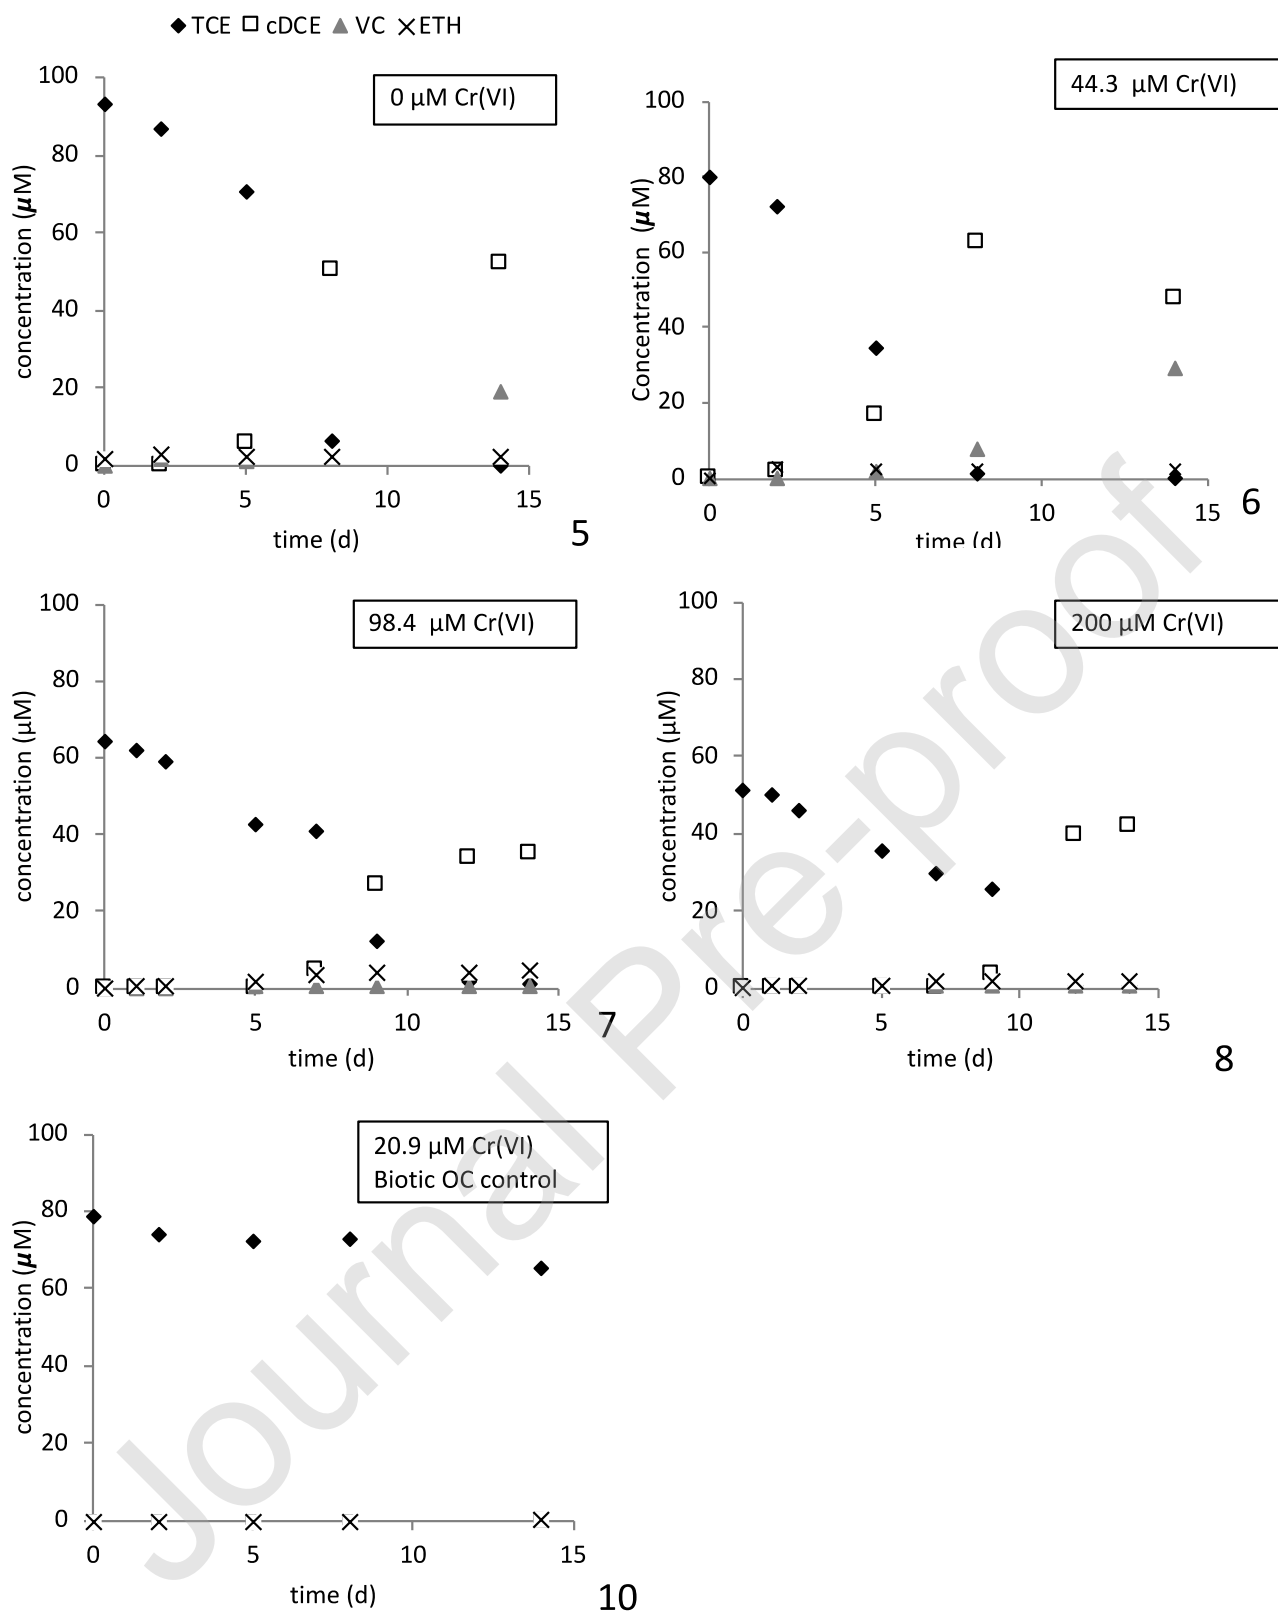 TCE cDCE VC ETH
0 µM Cr(VI)
100
80
60
40
20
0
concentration (µM)
0 5 10 15
time (d)
5
44.3 µM Cr(VI)
100
80
60
40
20
0
Concentration (µM)
0 5 10 15
time (d)
6
98.4 µM Cr(VI)
100
80
60
40
20
0
concentration (µM)
0 5 10 15
time (d)
7
200 µM Cr(VI)
100
80
60
40
20
0
concentration (µM)
0 5 10 15
time (d)
8
20.9 µM Cr(VI)
Biotic OC control
100
80
60
40
20
0
concentration (µM)
0 5 10 15
time (d)
10
Journal Pre-proof